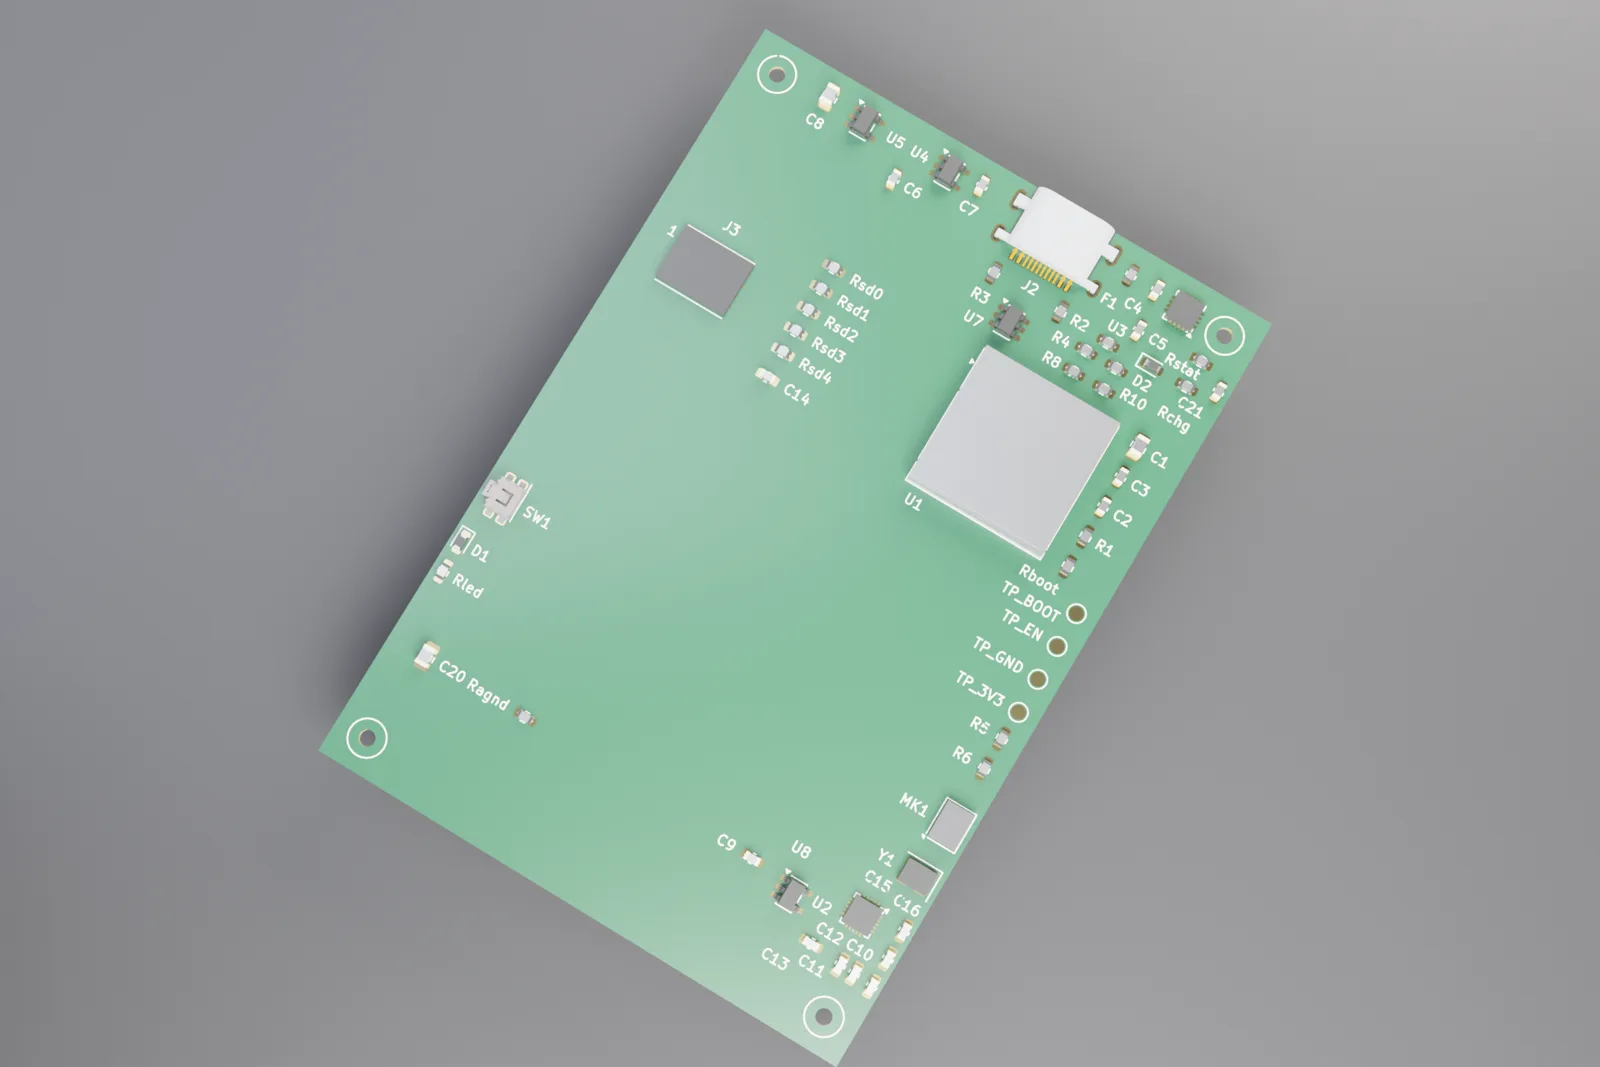 C8
U5
U4
C6
C7
J3
1
J2
R3
U7
F1
C4
R2
U3
C5
R4
R8
Rstat
D2
R10
C21
Rchg
Rsd0
Rsd1
Rsd2
Rsd3
Rsd4
C14
C1
C3
C2
R1
U1
SW1
D1
Rled
Rboot
TP_BOOT
TP_EN
TP_GND
TP_3V3
R5
R6
C20
Ragnd
MK1
C9
U8
Y1
C15
C16
U2
C12
C10
C13
C11